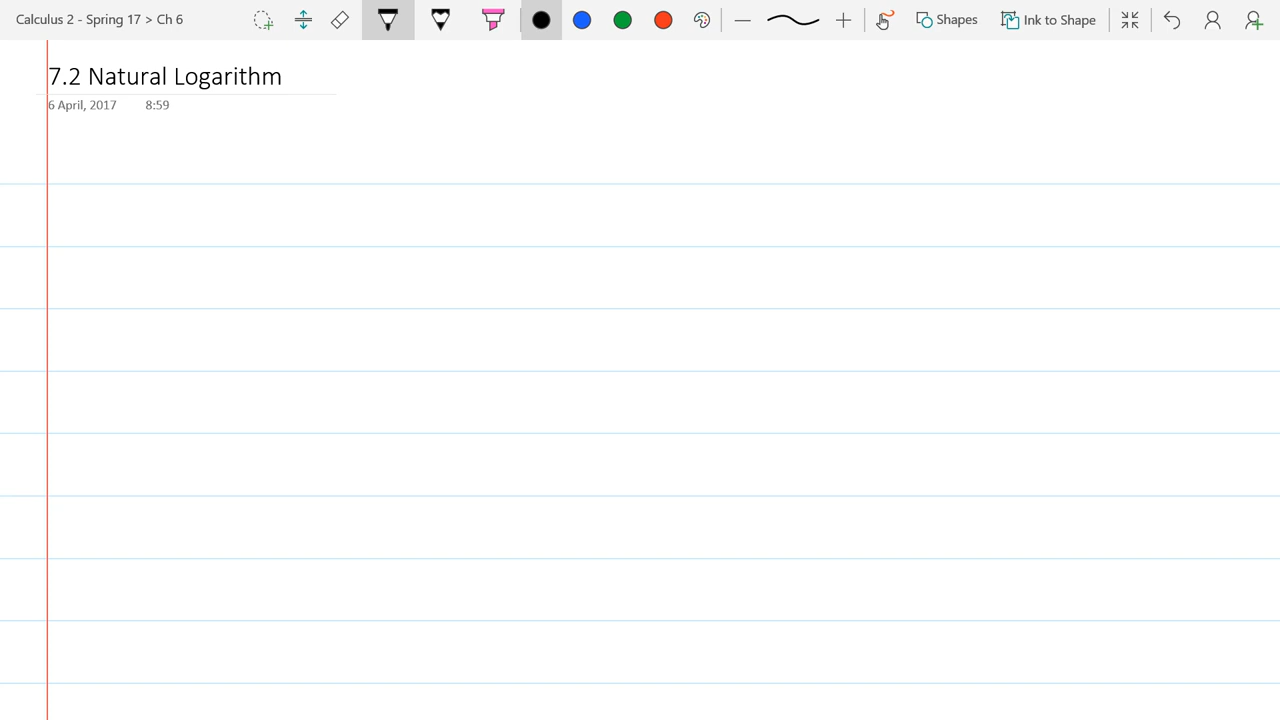 Calculus 2 - Spring 17 > Ch 6
Shapes
Ink to Shape
7.2 Natural Logarithm
6 April, 2017 8:59